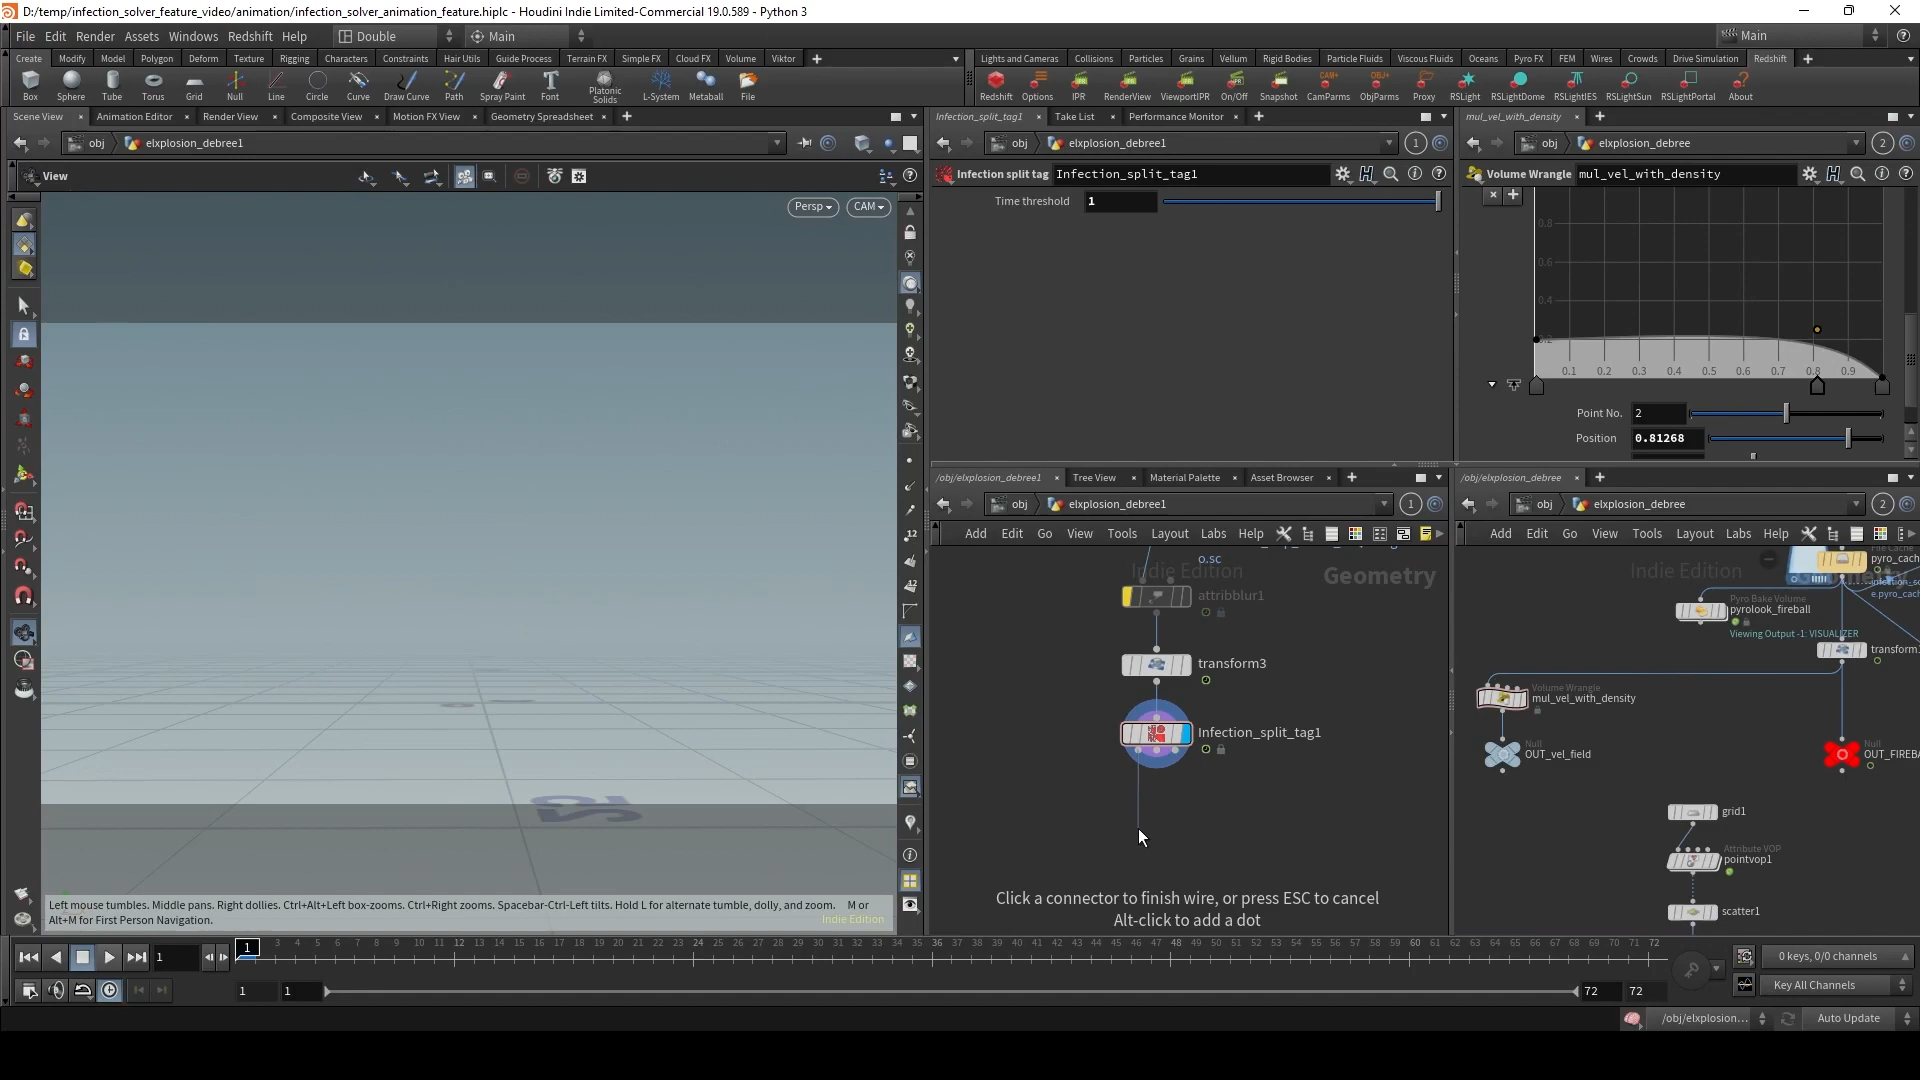 D:/temp/infection_solver_feature_video/animation/infection_solver_animation_feature.hiplc - Houdini Indie Limited-Commercial 19.0.589 - Python 3
File Edit Render Assets Windows Redshift Help Double Main Main
Create Modify Model Polygon Deform Texture Rigging Characters Constraints Hair Utils Guide Process Terrain FX Simple FX Cloud FX Volume Viktor
Lights and Cameras Collisions Particles Grains Vellum Rigid Bodies Particle Fluids Viscous Fluids Oceans Pyro FX FEM Wires Crowds Drive Simulation Redshift
Box Sphere Tube Torus Grid Null Line Circle Curve Draw Curve Path Spray Paint Font Platonic Solids L-System Metaball File
Redshift Options IPR RenderView ViewportIPR On/Off Snapshot CamParms ObjParms Proxy RSLight RSLightDome RSLightIES RSLightSun RSLightPortal About
Scene View Animation Editor Render View Composite View Motion FX View Geometry Spreadsheet
obj elxplosion_debree1
View
Persp CAM
Left mouse tumbles. Middle pans. Right dollies. Ctrl+Alt+Left box-zooms. Ctrl+Right zooms. Spacebar-Ctrl-Left tilts. Hold L for alternate tumble, dolly, and zoom. M or
Alt+M for First Person Navigation.
Indie Edition
Infection_split_tag1 Take List Performance Monitor
obj elxplosion_debree1 1
Infection split tag Infection_split_tag1
Time threshold 1
mul_vel_with_density
obj elxplosion_debree 2
Volume Wrangle mul_vel_with_density
0.8
0.6
0.4
0.2
0.1 0.2 0.3 0.4 0.5 0.6 0.7 0.8 0.9
Point No. 2
Position 0.81268
/obj/elxplosion_debree1 Tree View Material Palette Asset Browser
obj elxplosion_debree1 1
Add Edit Go View Tools Layout Labs Help
o.sc
Indie Edition
Geometry
attribblur1
transform3
Infection_split_tag1
Click a connector to finish wire, or press ESC to cancel
Alt-click to add a dot
/obj/elxplosion_debree
obj elxplosion_debree 2
Add Edit Go View Tools Layout Labs Help
Indie Edition
pyro_cach
Pyro Bake Volume
pyrolook_fireball
Viewing Output -1: VISUALIZER
e.pyro_cach
transform
Volume Wrangle
mul_vel_with_density
Null
OUT_vel_field
Null
OUT_FIREBA
grid1
Attribute VOP
pointvop1
scatter1
1 1 3 4 5 6 7 8 9 10 11 12 13 14 15 16 17 18 19 20 21 22 23 24 25 26 27 28 29 30 31 32 33 34 35 36 37 38 39 40 41 42 43 44 45 46 47 48 49 50 51 52 53 54 55 56 57 58 59 60 61 62 63 64 65 66 67 68 69 70 71 72
0 keys, 0/0 channels
1 1 72 72
Key All Channels
/obj/elxplosion... Auto Update